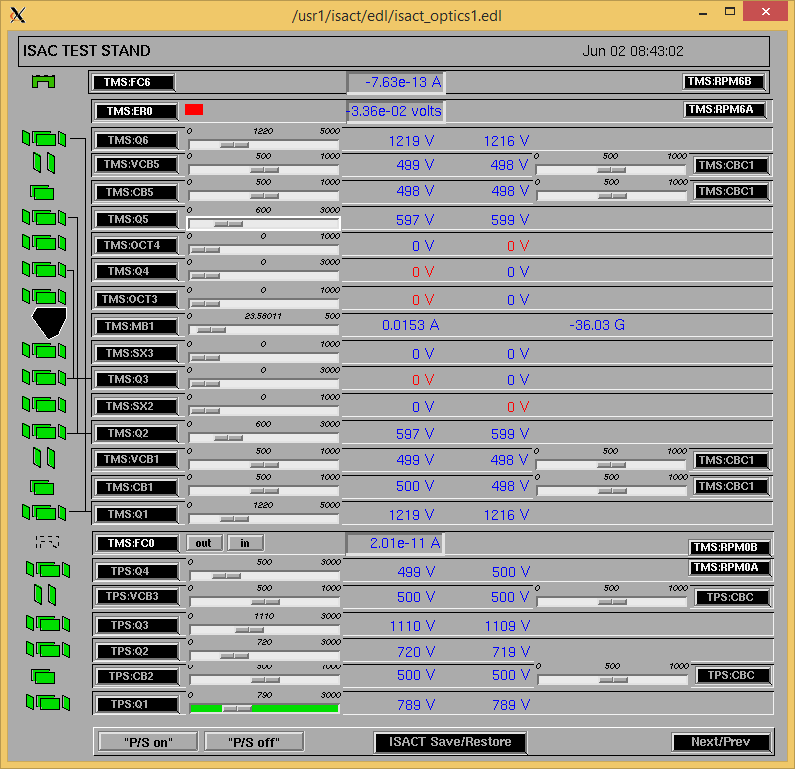 /usr1/isact/edl/isact_optics1.edl
ISAC TEST STAND Jun 02 08:43:02
TMS:FC6 -7.63e-13 A TMS:RPM6B
TMS:ER0 -3.36e-02 volts TMS:RPM6A
0 1220 5000
TMS:Q6 1219 V 1216 V
0 500 1000 0 500 1000
TMS:VCB5 499 V 498 V TMS:CBC1
0 500 1000 0 500 1000
TMS:CB5 498 V 498 V TMS:CBC1
0 600 3000
TMS:Q5 597 V 599 V
0 0 1000
TMS:OCT4 0 V 0 V
0 0 3000
TMS:Q4 0 V 0 V
0 0 1000
TMS:OCT3 0 V 0 V
0 23.58011 500
TMS:MB1 0.0153 A -36.03 G
0 0 1000
TMS:SX3 0 V 0 V
0 0 3000
TMS:Q3 0 V 0 V
0 0 1000
TMS:SX2 0 V 0 V
0 600 3000
TMS:Q2 597 V 599 V
0 500 1000 0 500 1000
TMS:VCB1 499 V 498 V TMS:CBC1
0 500 1000 0 500 1000
TMS:CB1 500 V 498 V TMS:CBC1
0 1220 5000
TMS:Q1 1219 V 1216 V
TMS:FC0 out in 2.01e-11 A TMS:RPM0B
0 500 3000 TMS:RPM0A
TPS:Q4 499 V 500 V
0 500 1000 0 500 1000
TPS:VCB3 500 V 500 V TPS:CBC
0 1110 3000
TPS:Q3 1110 V 1109 V
0 720 3000
TPS:Q2 720 V 719 V
0 500 1000 0 500 1000
TPS:CB2 500 V 500 V TPS:CBC
0 790 3000
TPS:Q1 789 V 789 V
"P/S on" "P/S off" ISACT Save/Restore Next/Prev